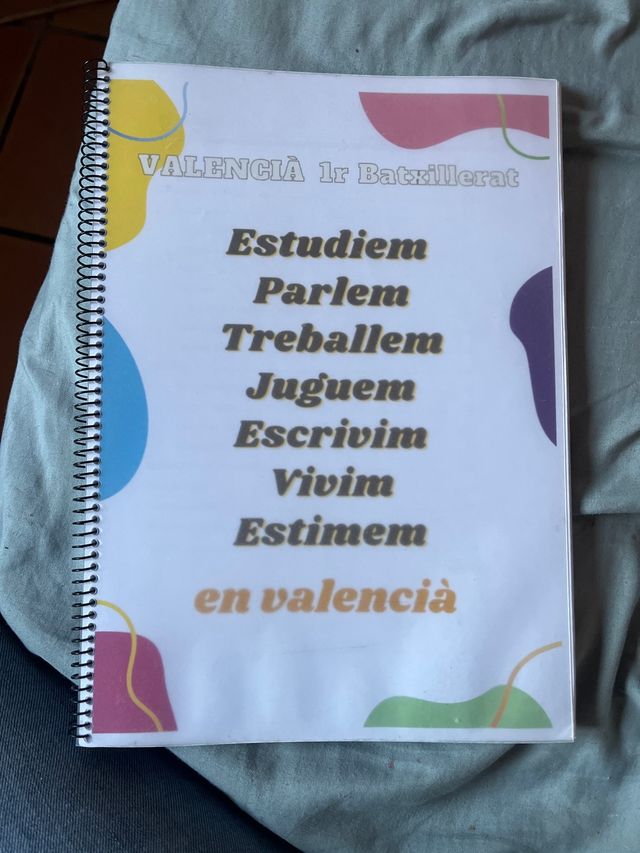 VALENCIÀ 1r Batxillerat
Estudiem
Parlem
Treballem
Juguem
Escrivim
Vivim
Estimem
en valencià